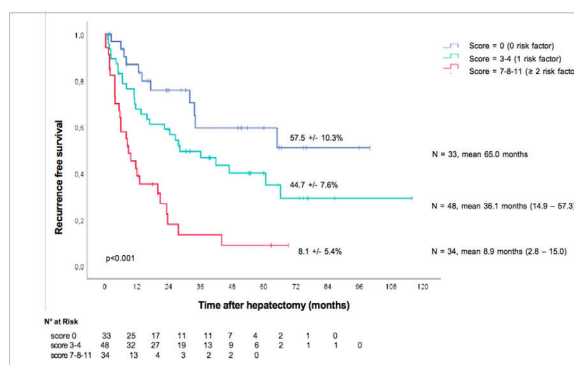 1,0
0,8
0,6
0,4
0,2
0,0
Recurrence free survival
Score = 0 (0 risk factor)
Score = 3-4 (1 risk factor)
Score = 7-8-11 (≥ 2 risk factor
57.5 +/- 10.3%
N = 33, mean 65.0 months
44.7 +/- 7.6%
N = 48, mean 36.1 months (14.9 – 57.3)
8.1 +/- 5.4%
N = 34, mean 8.9 months (2.8 – 15.0)
p<0.001
0 12 24 36 48 60 72 84 96 108 120
Time after hepatectomy (months)
N° at Risk
score 0 33 25 17 11 11 7 4 2 1 0
score 3-4 48 32 27 19 13 9 6 2 1 1 0
score 7-8-11 34 13 4 3 2 2 0